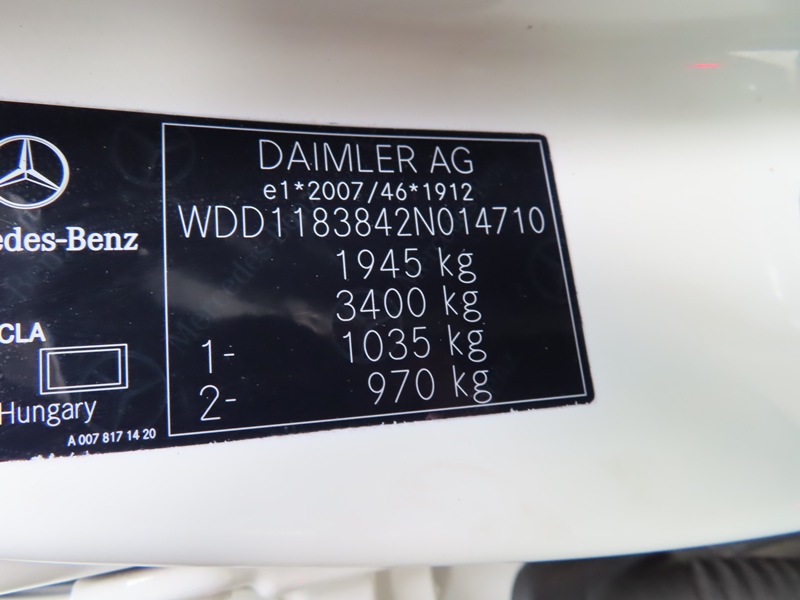 DAIMLER AG
e1*2007/46*1912
WDD1183842N014710
1945 kg
3400 kg
1- 1035 kg
2- 970 kg
edes-Benz
CLA
Hungary
A 007 817 14 20